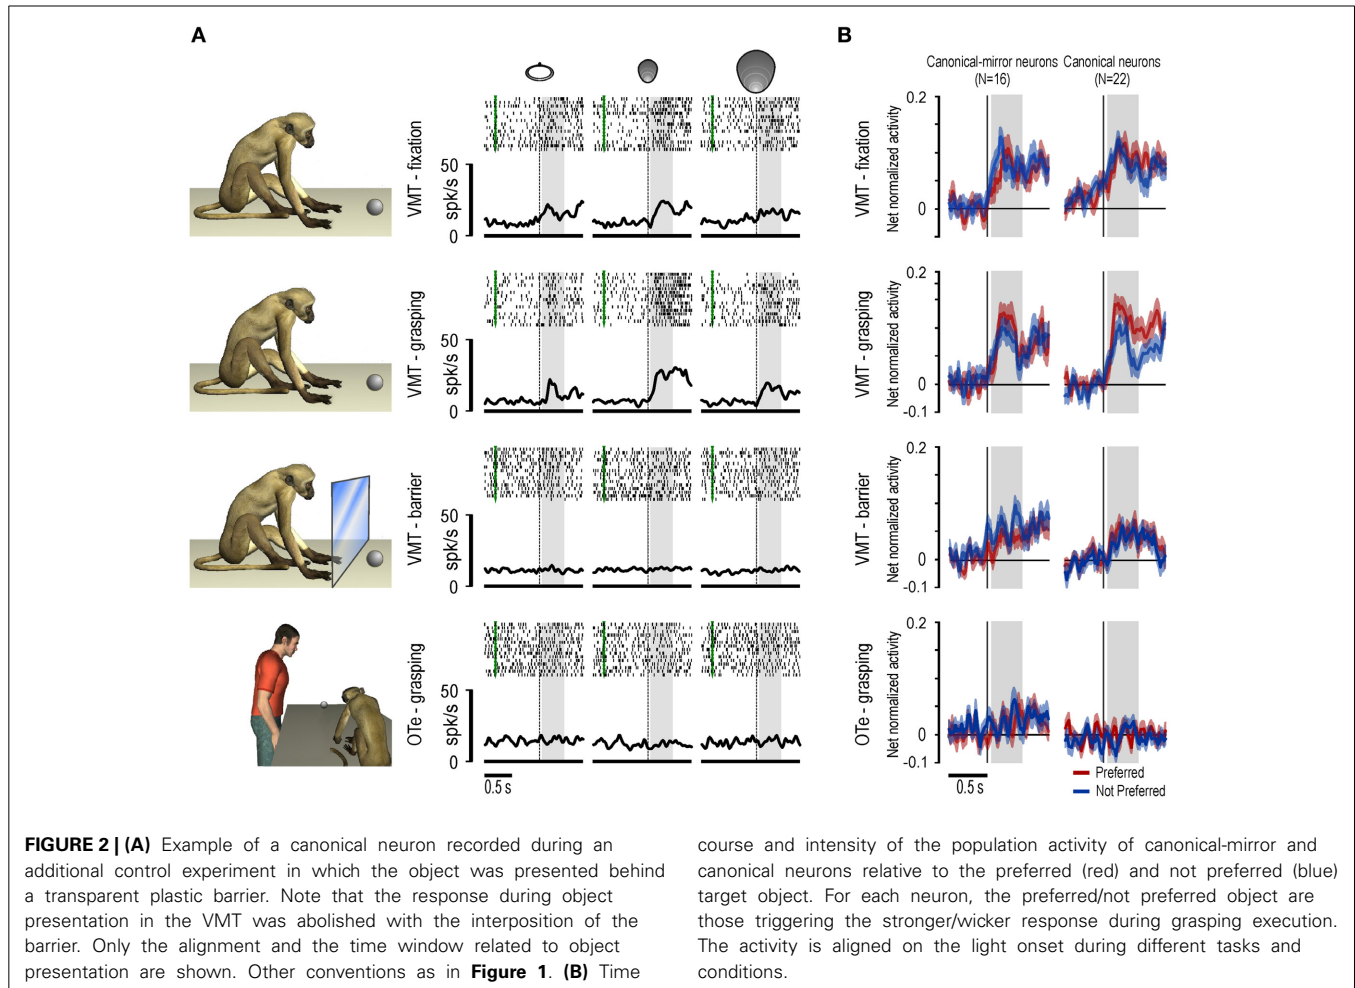 A
B
Canonical-mirror neurons
(N=16)
Canonical neurons
(N=22)
VMT - fixation
50
spk/s
0
0.2
Net normalized activity
0
VMT - grasping
50
spk/s
0
0.2
Net normalized activity
0
-0.1
VMT - barrier
50
spk/s
0
0.2
Net normalized activity
0
-0.1
OTe - grasping
50
spk/s
0
0.2
Net normalized activity
0
-0.1
0.5 s
0.5 s
Preferred
Not Preferred
FIGURE 2 | (A) Example of a canonical neuron recorded during an
additional control experiment in which the object was presented behind
a transparent plastic barrier. Note that the response during object
presentation in the VMT was abolished with the interposition of the
barrier. Only the alignment and the time window related to object
presentation are shown. Other conventions as in Figure 1. (B) Time
course and intensity of the population activity of canonical-mirror and
canonical neurons relative to the preferred (red) and not preferred (blue)
target object. For each neuron, the preferred/not preferred object are
those triggering the stronger/wicker response during grasping execution.
The activity is aligned on the light onset during different tasks and
conditions.